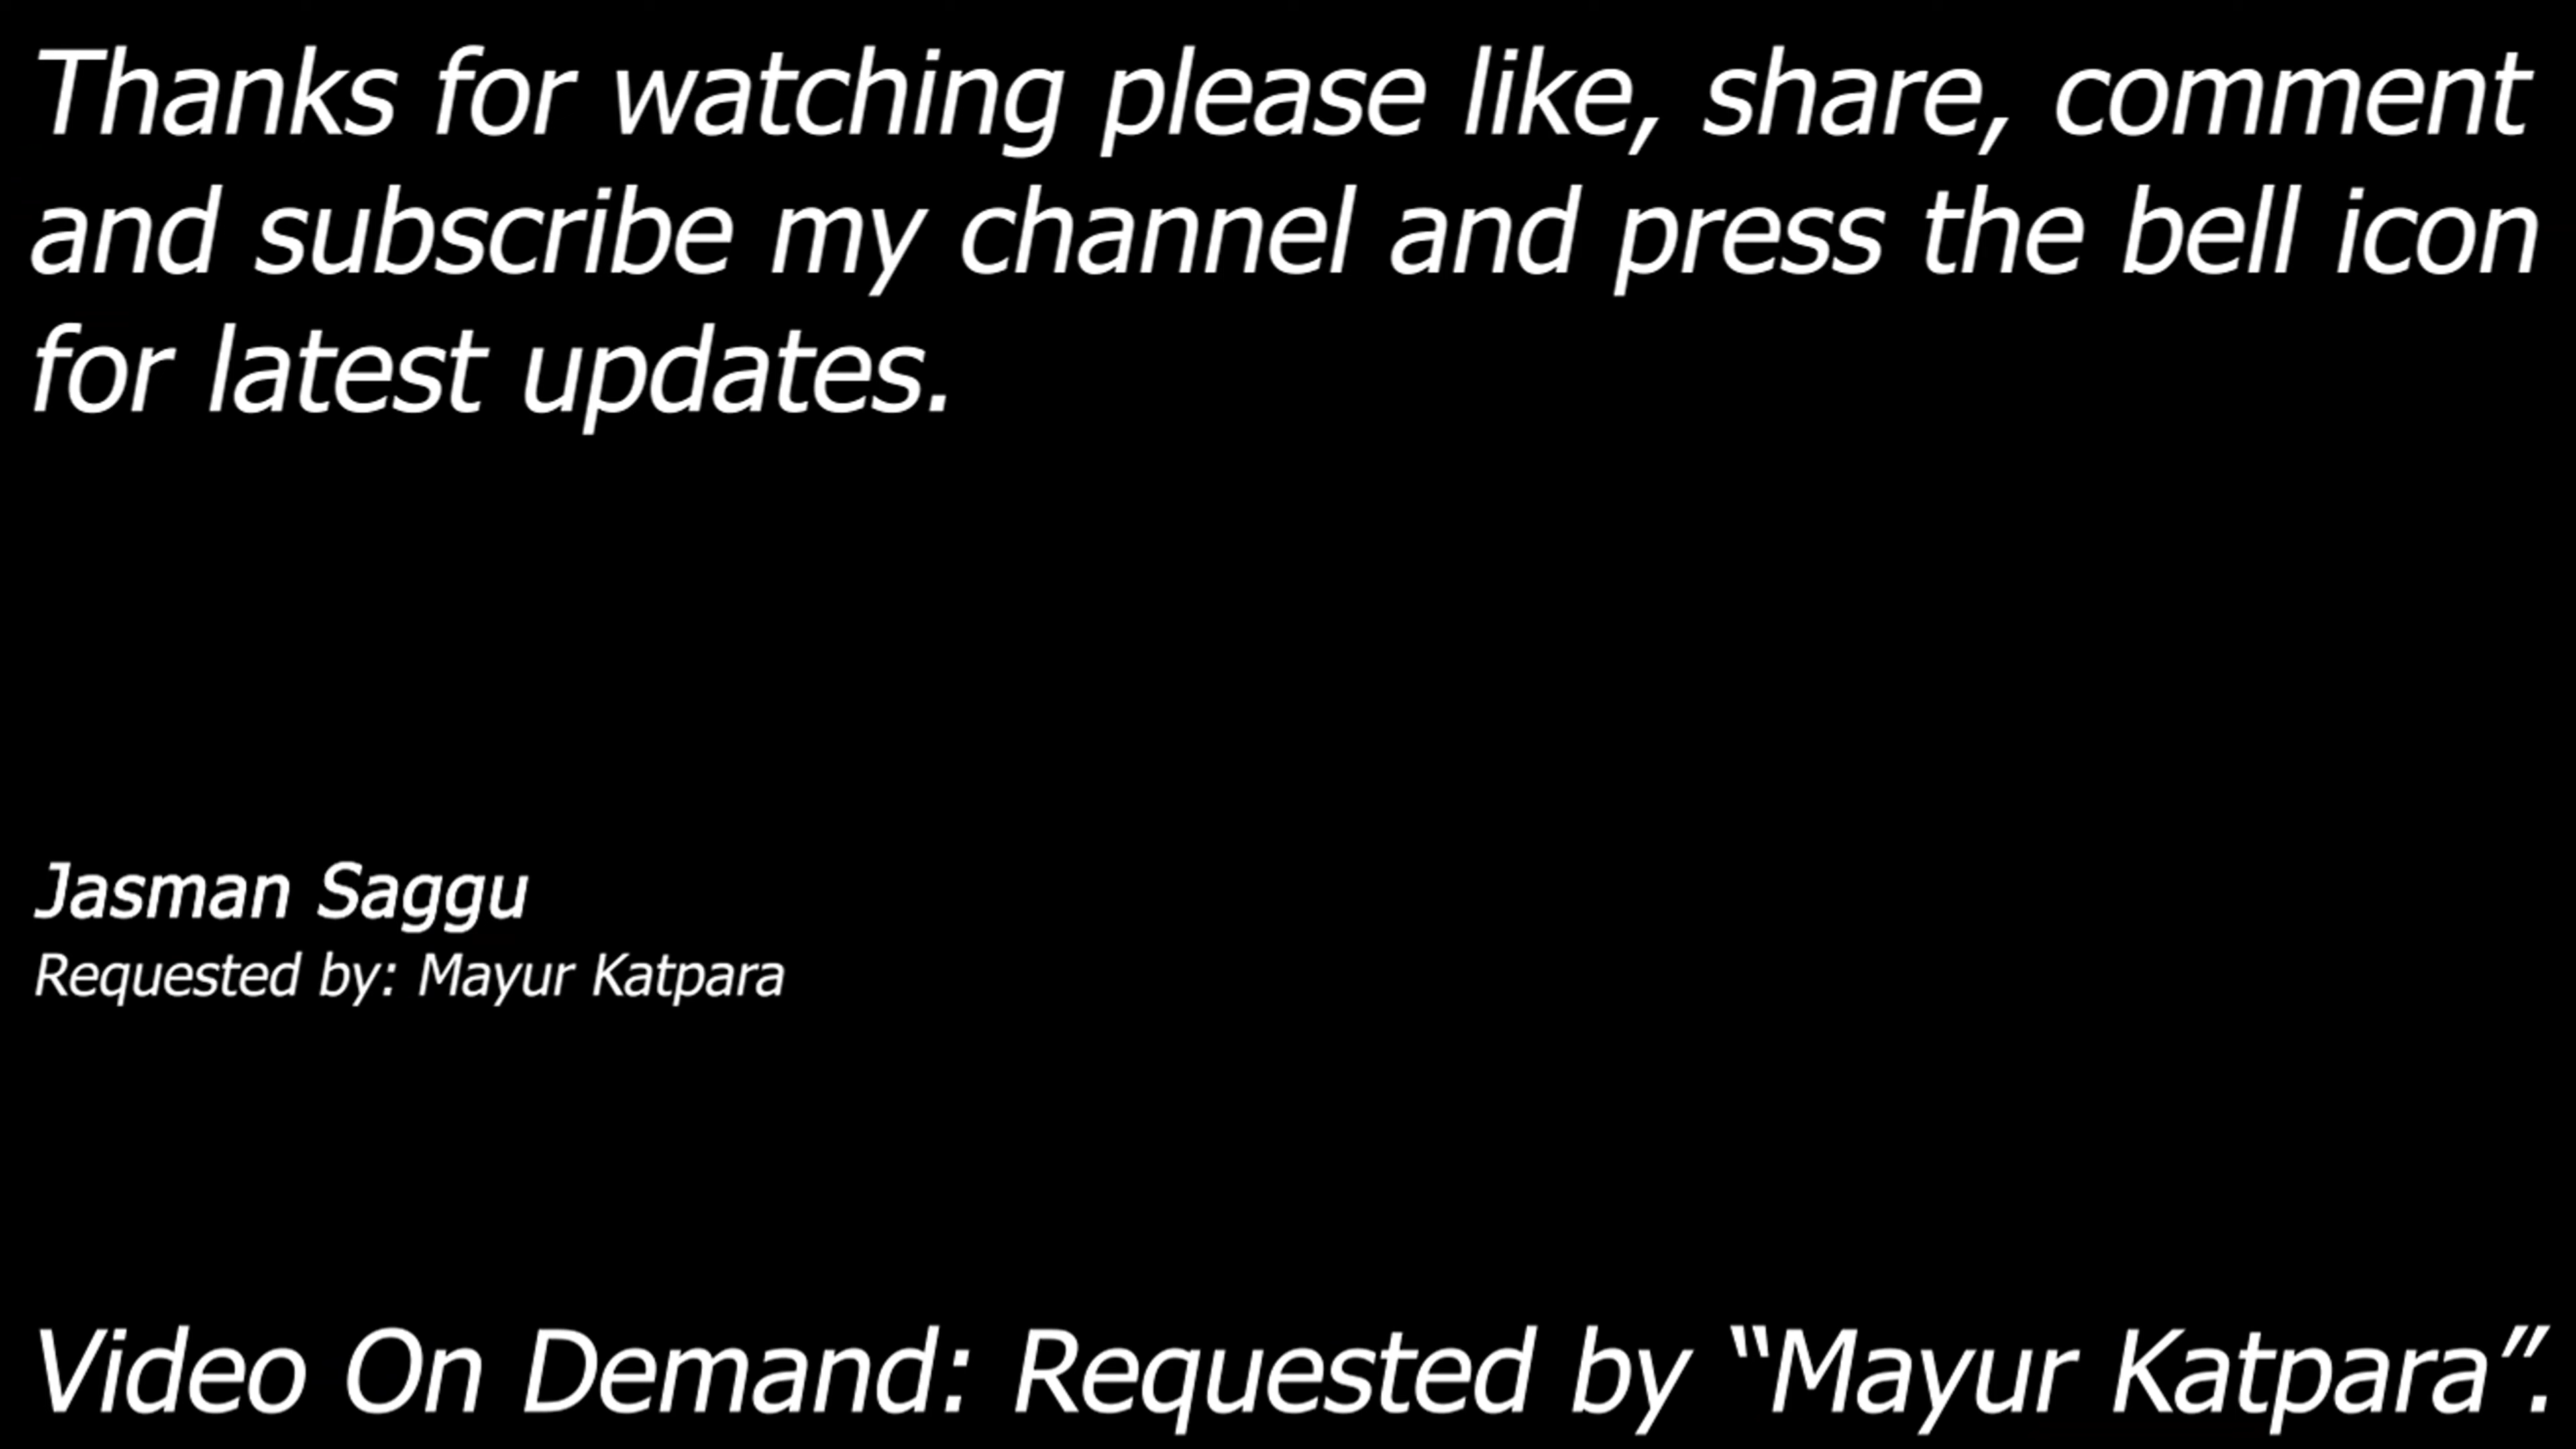 Thanks for watching please like, share, comment
and subscribe my channel and press the bell icon
for latest updates.
Jasman Saggu
Requested by: Mayur Katpara
Video On Demand: Requested by “Mayur Katpara”.